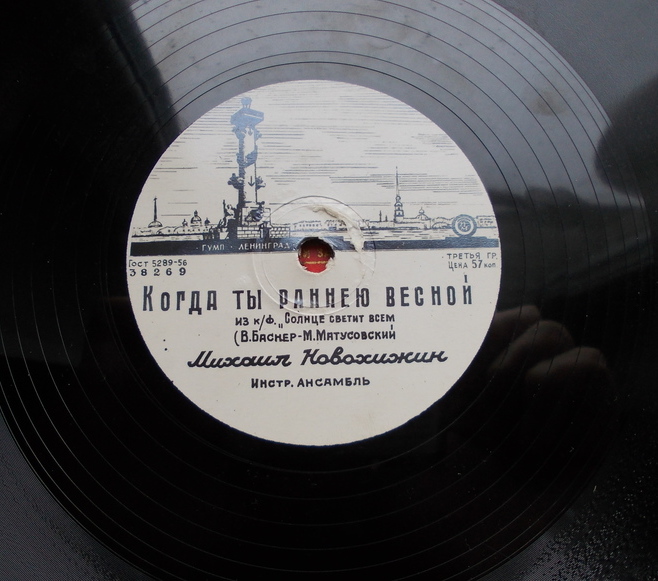 ГУМП ЛЕНИНГРАД
ГОСТ 5289-56
38269
ТРЕТЬЯ ГР.
ЦЕНА 57 коп.
КОГДА ТЫ РАННЕЮ ВЕСНОЙ
ИЗ К/Ф. „СОЛНЦЕ СВЕТИТ ВСЕМ
(В.БАСНЕР-М.МАТУСОВСКИЙ
Михаил Новохижин
ИНСТР. АНСАМБЛЬ